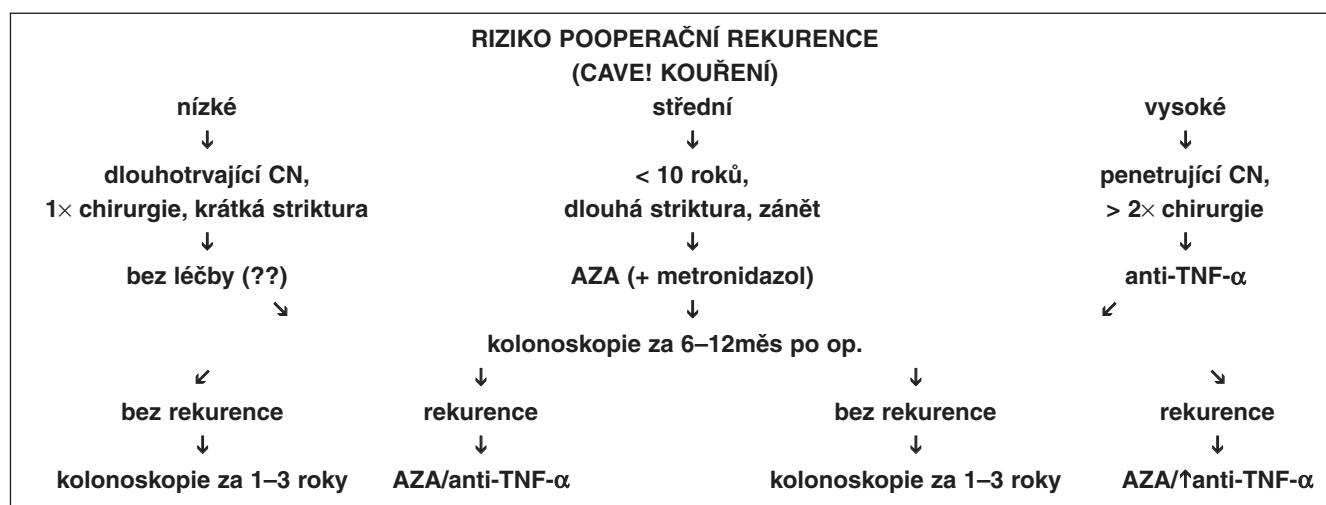 RIZIKO POOPERAČNÍ REKURENCE
(CAVE! KOUŘENÍ)
nízké střední vysoké
↓ ↓ ↓
dlouhotrvající CN, < 10 roků, penetrující CN,
1× chirurgie, krátká striktura dlouhá striktura, zánět > 2× chirurgie
↓ ↓ ↓
bez léčby (??) AZA (+ metronidazol) anti-TNF-α
↘ ↓ ↙
kolonoskopie za 6–12měs po op.
↙ ↓ ↓ ↘
bez rekurence rekurence bez rekurence rekurence
↓ ↓ ↓ ↓
kolonoskopie za 1–3 roky AZA/anti-TNF-α kolonoskopie za 1–3 roky AZA/↑anti-TNF-α